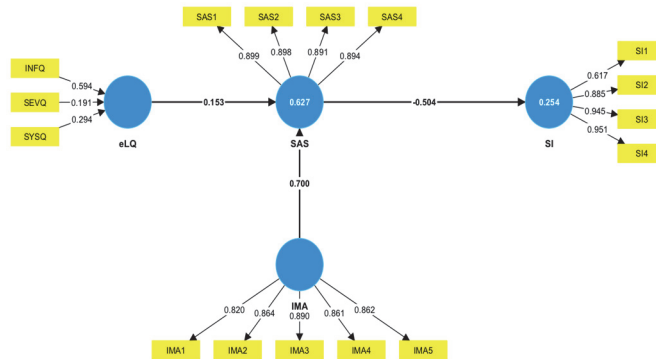 SAS1 SAS2 SAS3 SAS4
0.899 0.898 0.891 0.894
INFQ
0.594
SEVQ 0.191
SYSQ 0.294
eLQ
0.153
0.627
SAS
-0.504
0.254
SI
0.617 SI1
0.885 SI2
0.945 SI3
0.951 SI4
0.700
IMA
0.820 0.864 0.890 0.861 0.862
IMA1 IMA2 IMA3 IMA4 IMA5